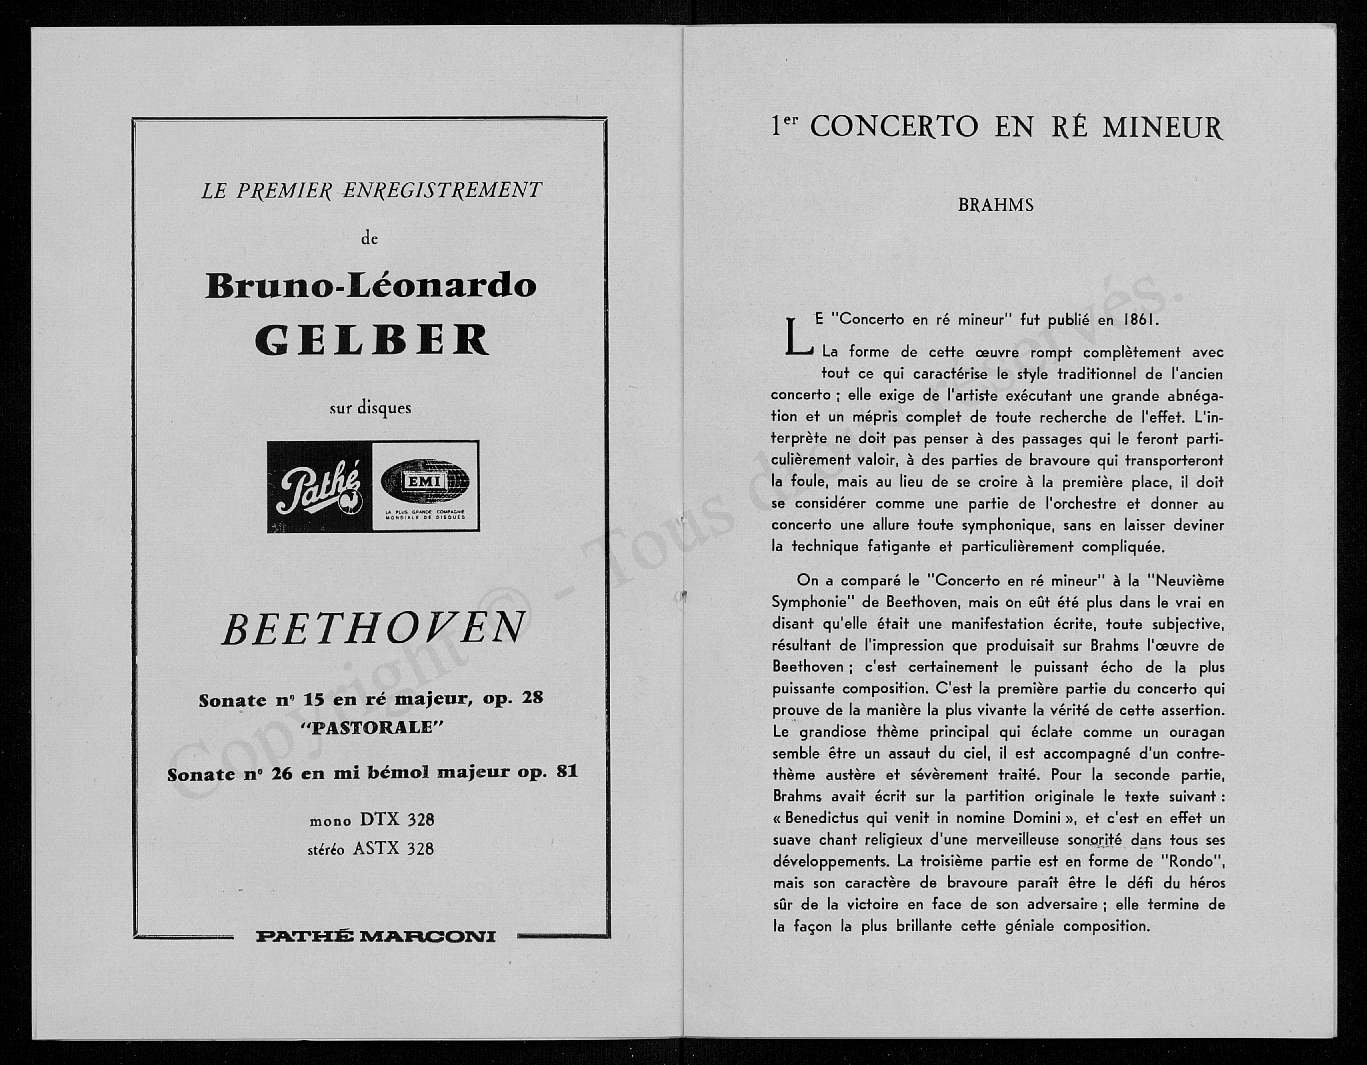 LE PREMIER ENREGISTREMENT
de
Bruno-Léonardo
GELBER
sur disques
Pathé
EMI
LA PLUS GRANDE COMPAGNIE
MONDIALE DE DISQUES
BEETHOVEN
Sonate nº 15 en ré majeur, op. 28
“PASTORALE”
Sonate nº 26 en mi bémol majeur op. 81
mono DTX 328
stéréo ASTX 328
PATHÉ MARCONI
1er CONCERTO EN RÉ MINEUR
BRAHMS
LE "Concerto en ré mineur" fut publié en 1861.
La forme de cette œuvre rompt complètement avec
tout ce qui caractérise le style traditionnel de l'ancien
concerto ; elle exige de l'artiste exécutant une grande abnéga-
tion et un mépris complet de toute recherche de l'effet. L'in-
terprète ne doit pas penser à des passages qui le feront parti-
culièrement valoir, à des parties de bravoure qui transporteront
la foule, mais au lieu de se croire à la première place, il doit
se considérer comme une partie de l'orchestre et donner au
concerto une allure toute symphonique, sans en laisser deviner
la technique fatigante et particulièrement compliquée.
On a comparé le "Concerto en ré mineur" à la "Neuvième
Symphonie" de Beethoven, mais on eût été plus dans le vrai en
disant qu'elle était une manifestation écrite, toute subjective,
résultant de l'impression que produisait sur Brahms l'œuvre de
Beethoven ; c'est certainement le puissant écho de la plus
puissante composition. C'est la première partie du concerto qui
prouve de la manière la plus vivante la vérité de cette assertion.
Le grandiose thème principal qui éclate comme un ouragan
semble être un assaut du ciel, il est accompagné d'un contre-
thème austère et sévèrement traité. Pour la seconde partie,
Brahms avait écrit sur la partition originale le texte suivant :
« Benedictus qui venit in nomine Domini », et c'est en effet un
suave chant religieux d'une merveilleuse sonorité dans tous ses
développements. La troisième partie est en forme de "Rondo",
mais son caractère de bravoure paraît être le défi du héros
sûr de la victoire en face de son adversaire ; elle termine de
la façon la plus brillante cette géniale composition.
Copyright © - Tous droits réservés.